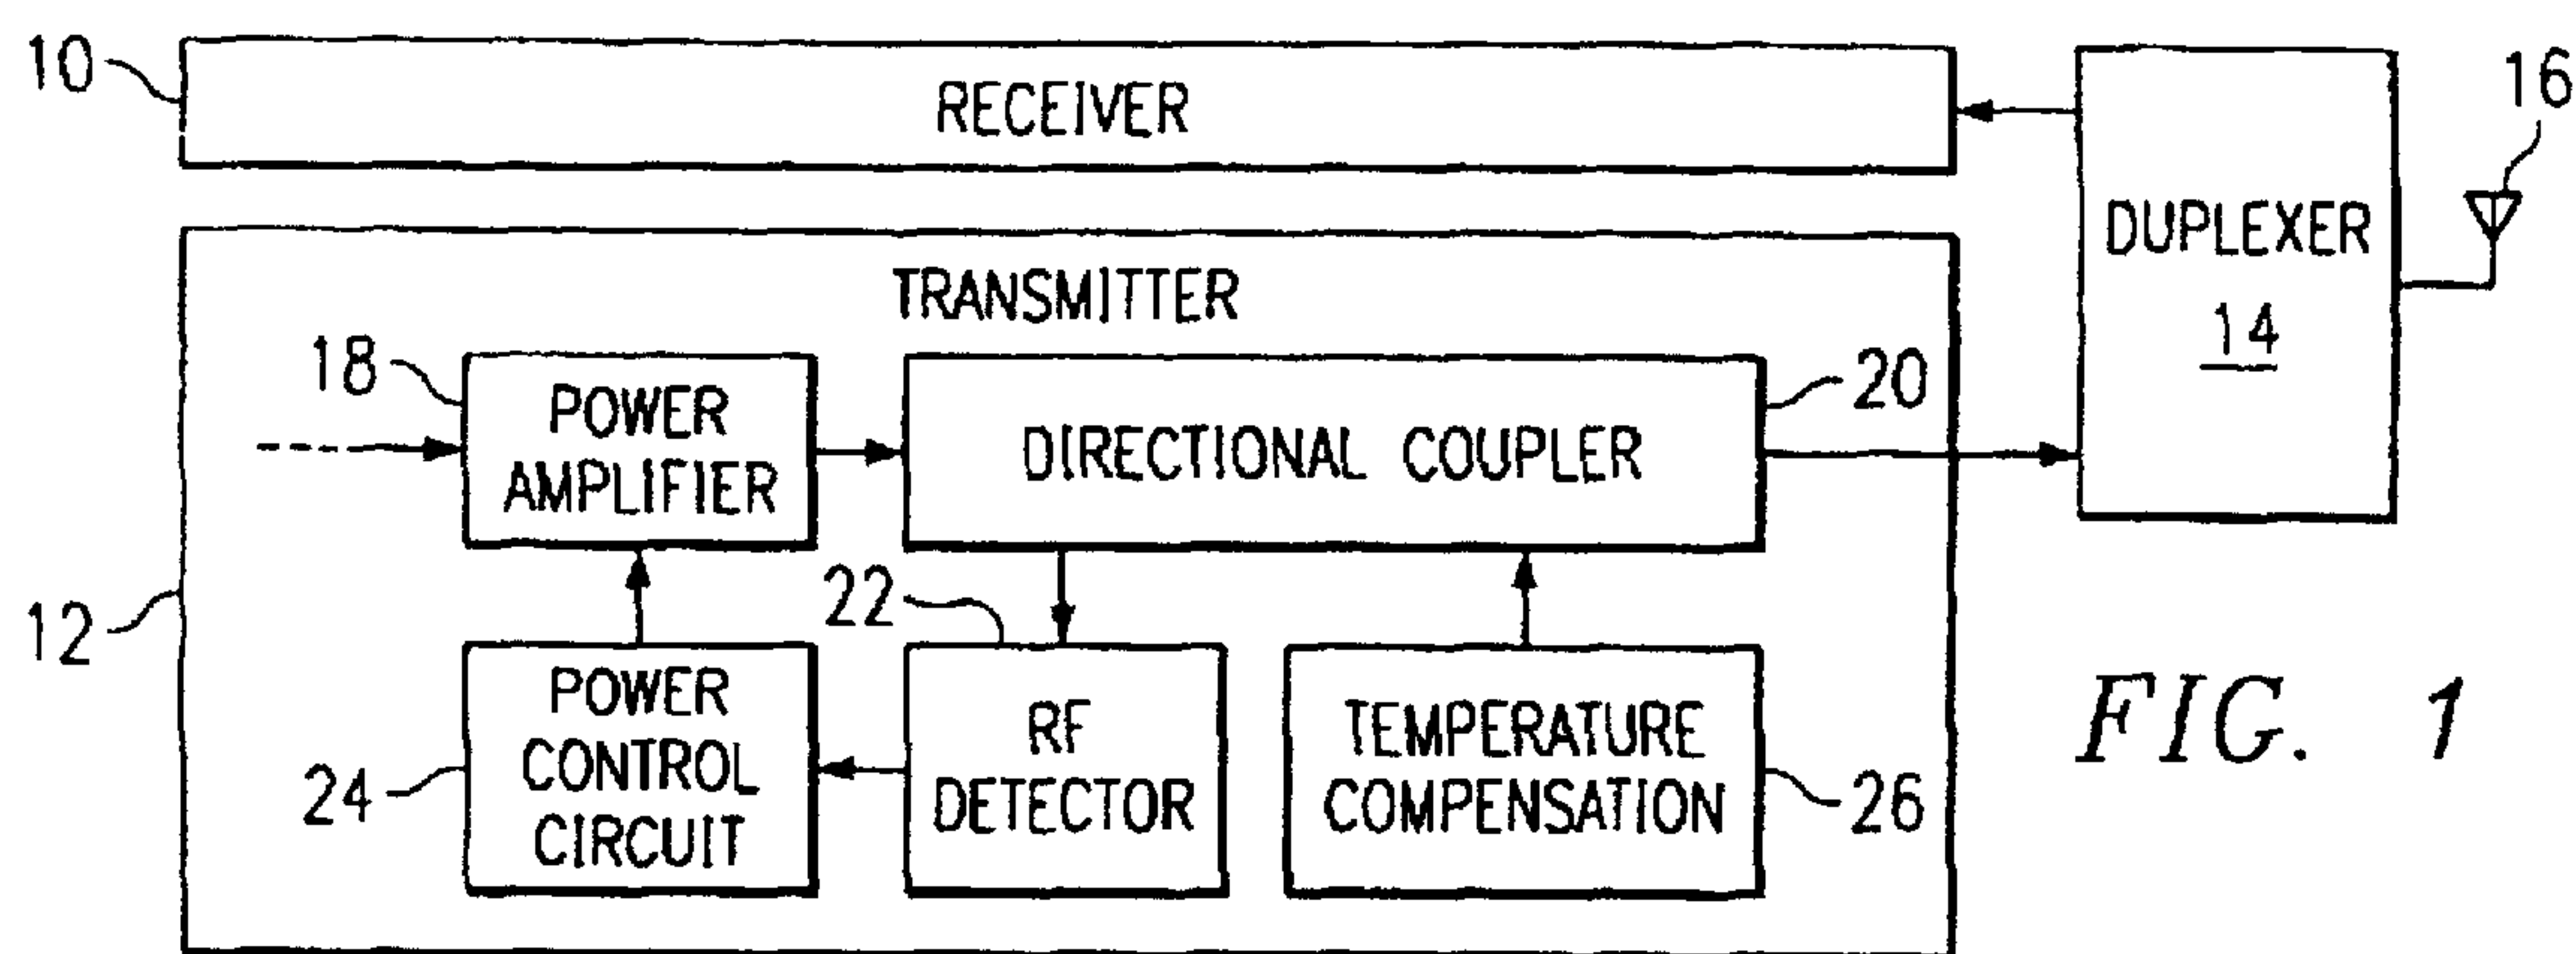 10
RECEIVER
16
DUPLEXER
14
TRANSMITTER
18
POWER
AMPLIFIER
DIRECTIONAL COUPLER
20
12
22
24
POWER
CONTROL
CIRCUIT
RF
DETECTOR
TEMPERATURE
COMPENSATION
26
FIG. 1